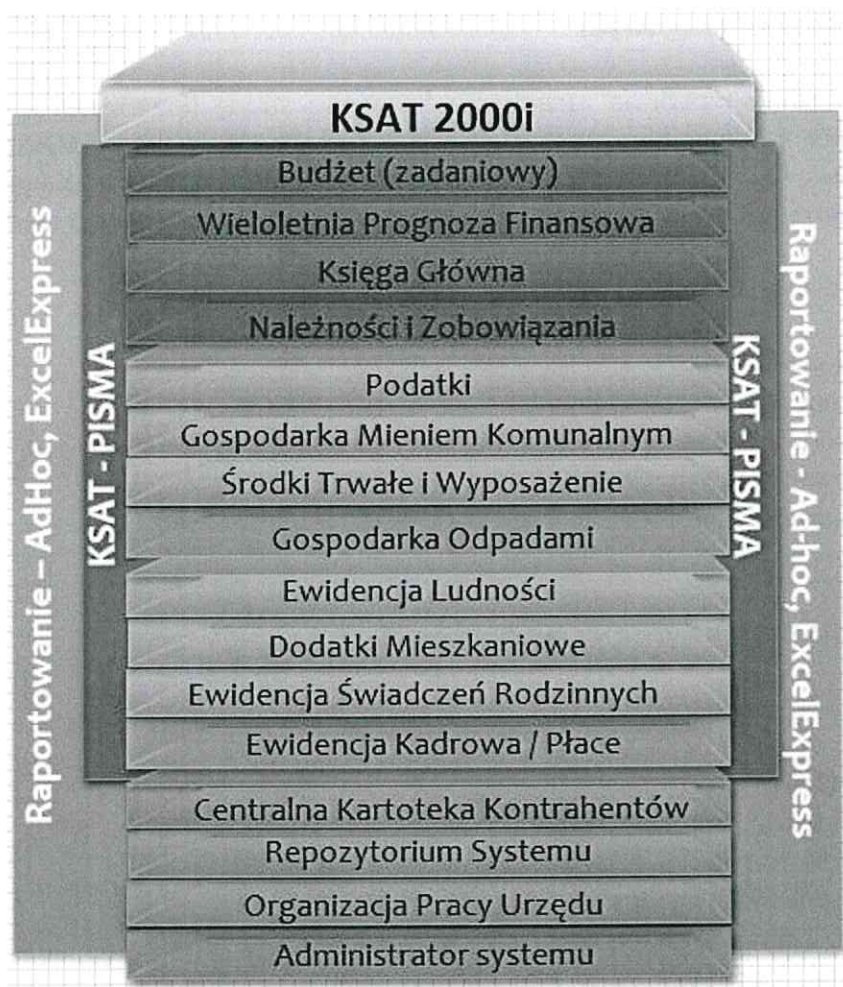 KSAT 2000i
Budżet (zadaniowy)
Wieloletnia Prognoza Finansowa
Księga Główna
Należności i Zobowiązania
Podatki
Gospodarka Mieniem Komunalnym
Środki Trwałe i Wyposażenie
Gospodarka Odpadami
Ewidencja Ludności
Dodatki Mieszkaniowe
Ewidencja Świadczeń Rodzinnych
Ewidencja Kadrowa / Płace
Centralna Kartoteka Kontrahentów
Repozytorium Systemu
Organizacja Pracy Urzędu
Administrator systemu
Raportowanie – AdHoc, ExcelExpress
KSAT - PISMA
KSAT - PISMA
Raportowanie - Ad-hoc, ExcelExpress